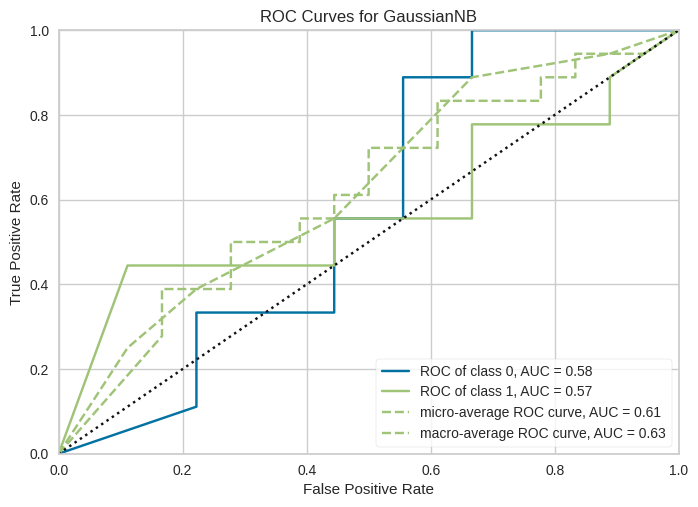 ROC Curves for GaussianNB
True Positive Rate
1.0
0.8
0.6
0.4
0.2
0.0
ROC of class 0, AUC = 0.58
ROC of class 1, AUC = 0.57
micro-average ROC curve, AUC = 0.61
macro-average ROC curve, AUC = 0.63
0.0 0.2 0.4 0.6 0.8 1.0
False Positive Rate